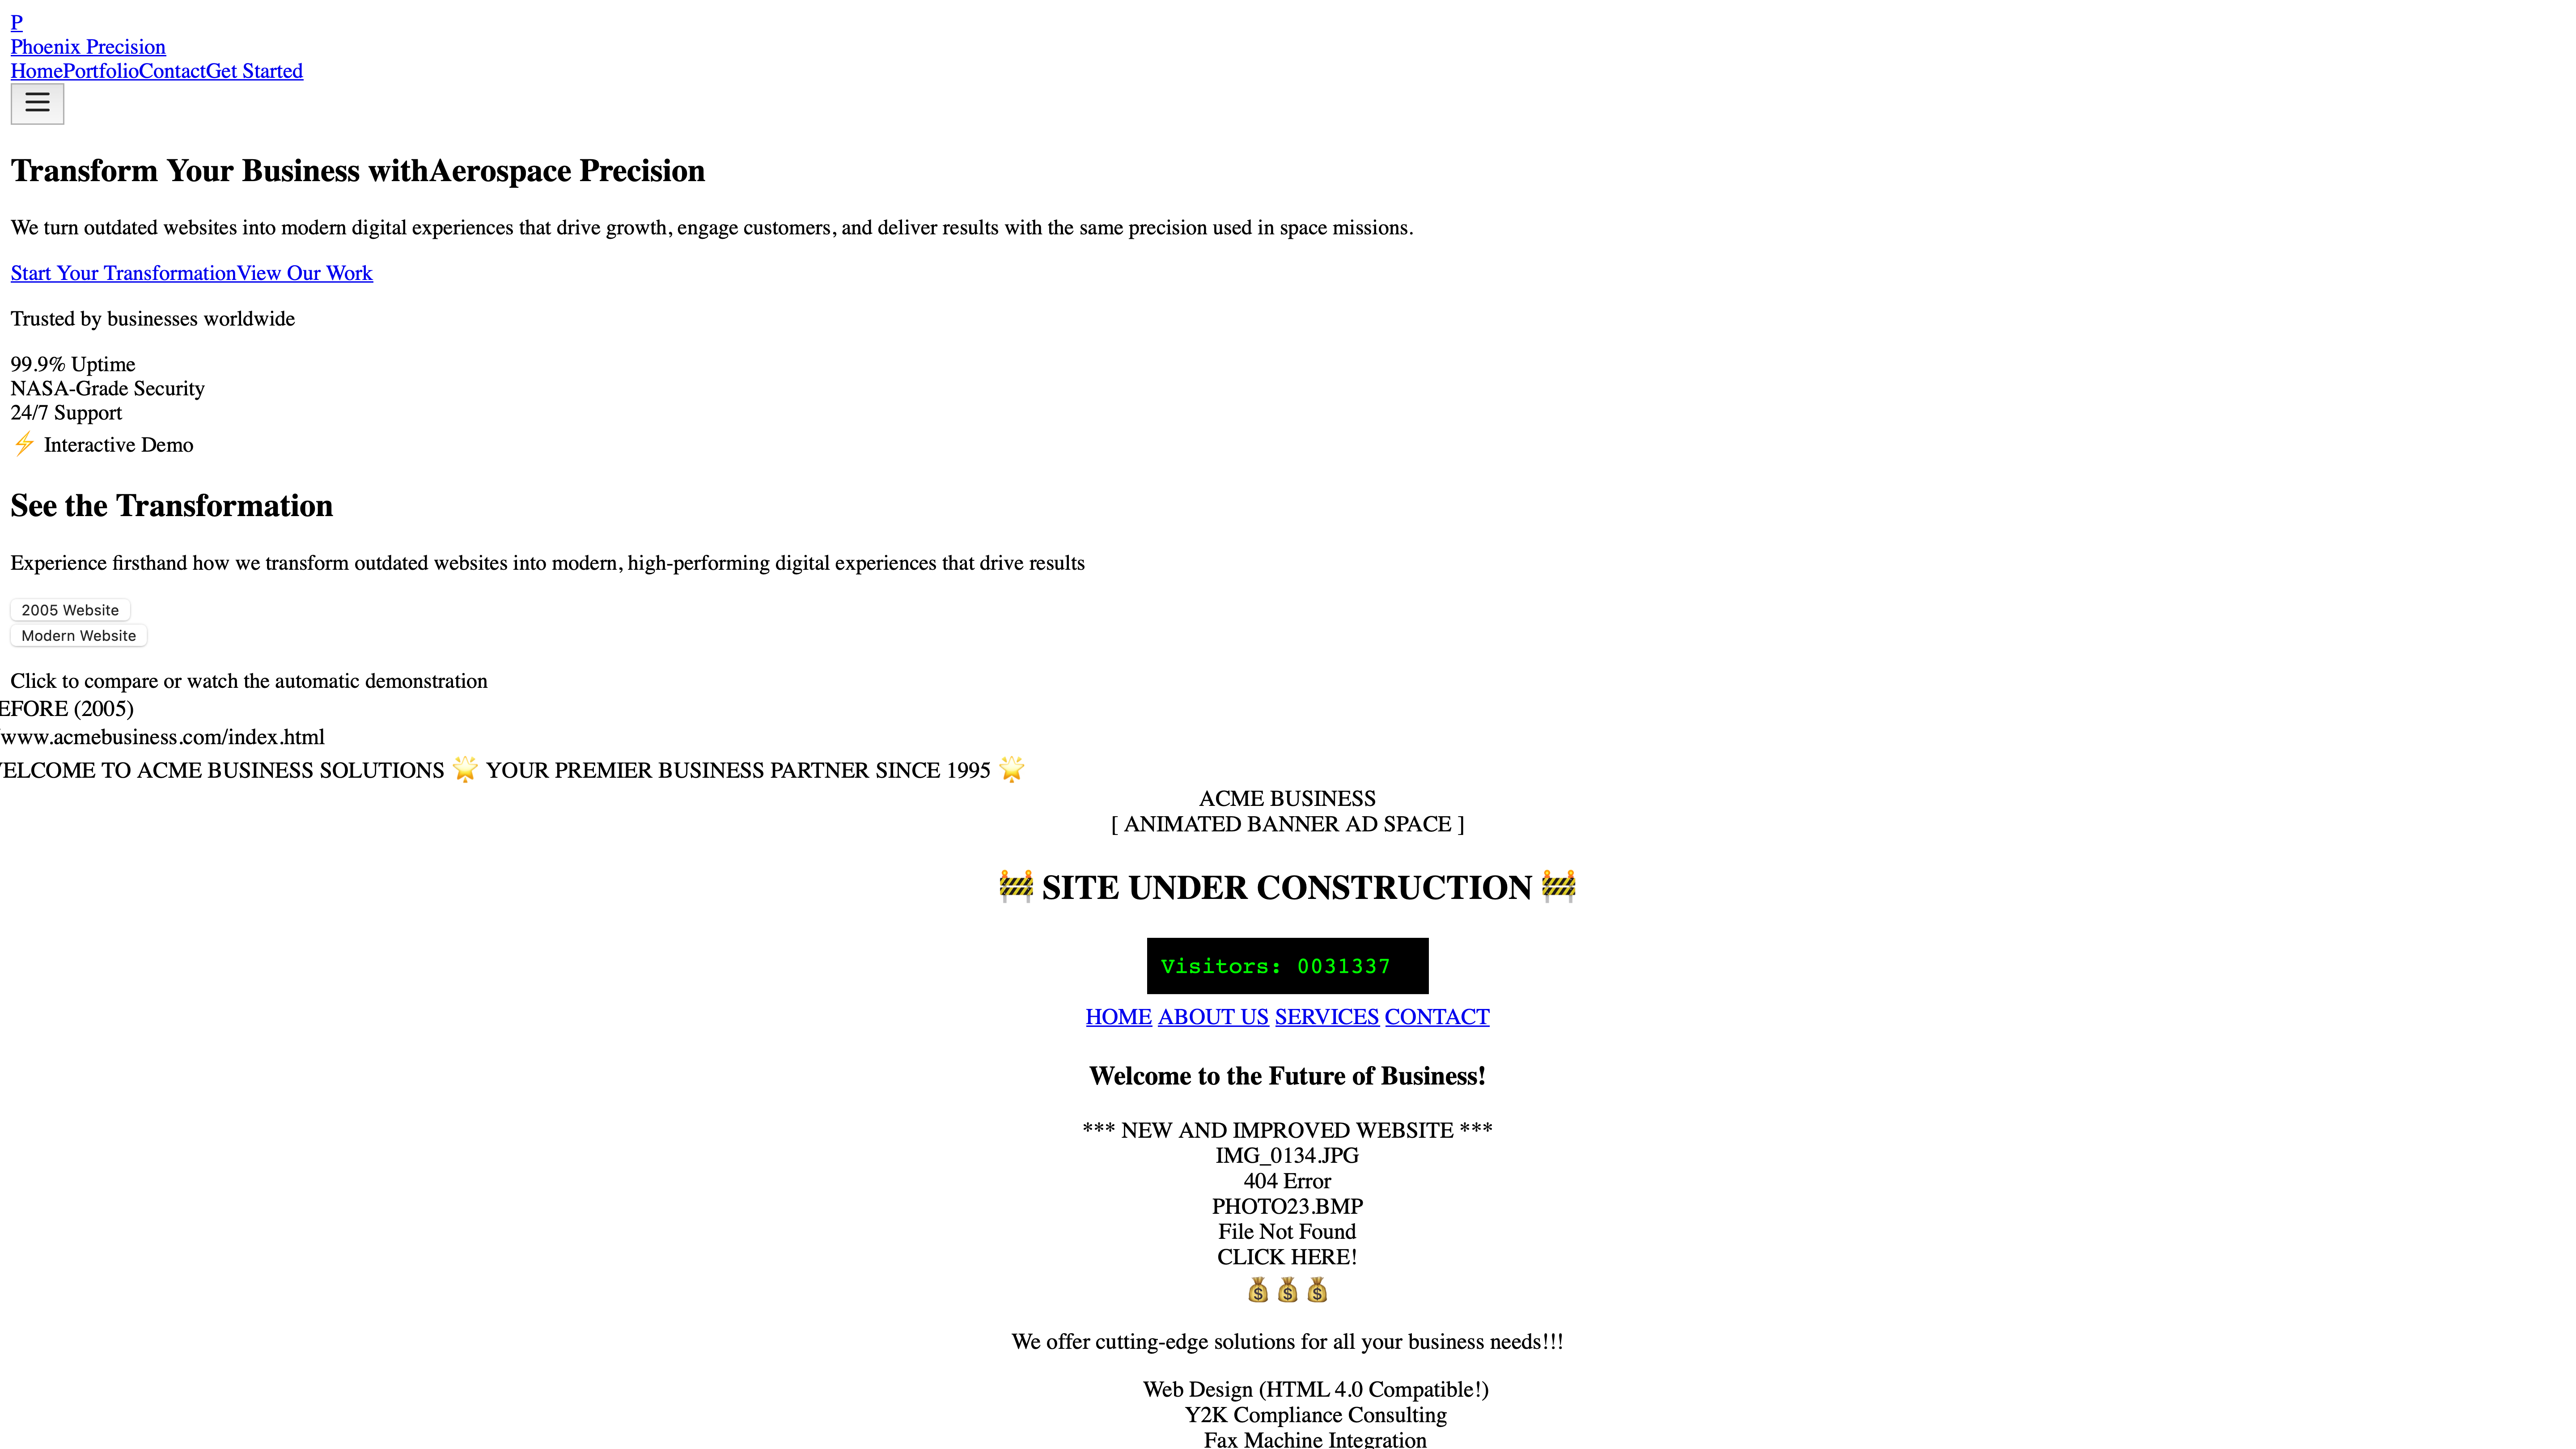 P
Phoenix Precision
HomePortfolioContactGet Started
Transform Your Business withAerospace Precision
We turn outdated websites into modern digital experiences that drive growth, engage customers, and deliver results with the same precision used in space missions.
Start Your TransformationView Our Work
Trusted by businesses worldwide
99.9% Uptime
NASA-Grade Security
24/7 Support
⚡ Interactive Demo
See the Transformation
Experience firsthand how we transform outdated websites into modern, high-performing digital experiences that drive results
2005 Website
Modern Website
Click to compare or watch the automatic demonstration
EFORE (2005)
www.acmebusiness.com/index.html
ELCOME TO ACME BUSINESS SOLUTIONS 🌟 YOUR PREMIER BUSINESS PARTNER SINCE 1995 🌟
ACME BUSINESS
[ ANIMATED BANNER AD SPACE ]
🚧 SITE UNDER CONSTRUCTION 🚧
Visitors: 0031337
HOME ABOUT US SERVICES CONTACT
Welcome to the Future of Business!
*** NEW AND IMPROVED WEBSITE ***
IMG_0134.JPG
404 Error
PHOTO23.BMP
File Not Found
CLICK HERE!
💰💰💰
We offer cutting-edge solutions for all your business needs!!!
Web Design (HTML 4.0 Compatible!)
Y2K Compliance Consulting
Fax Machine Integration